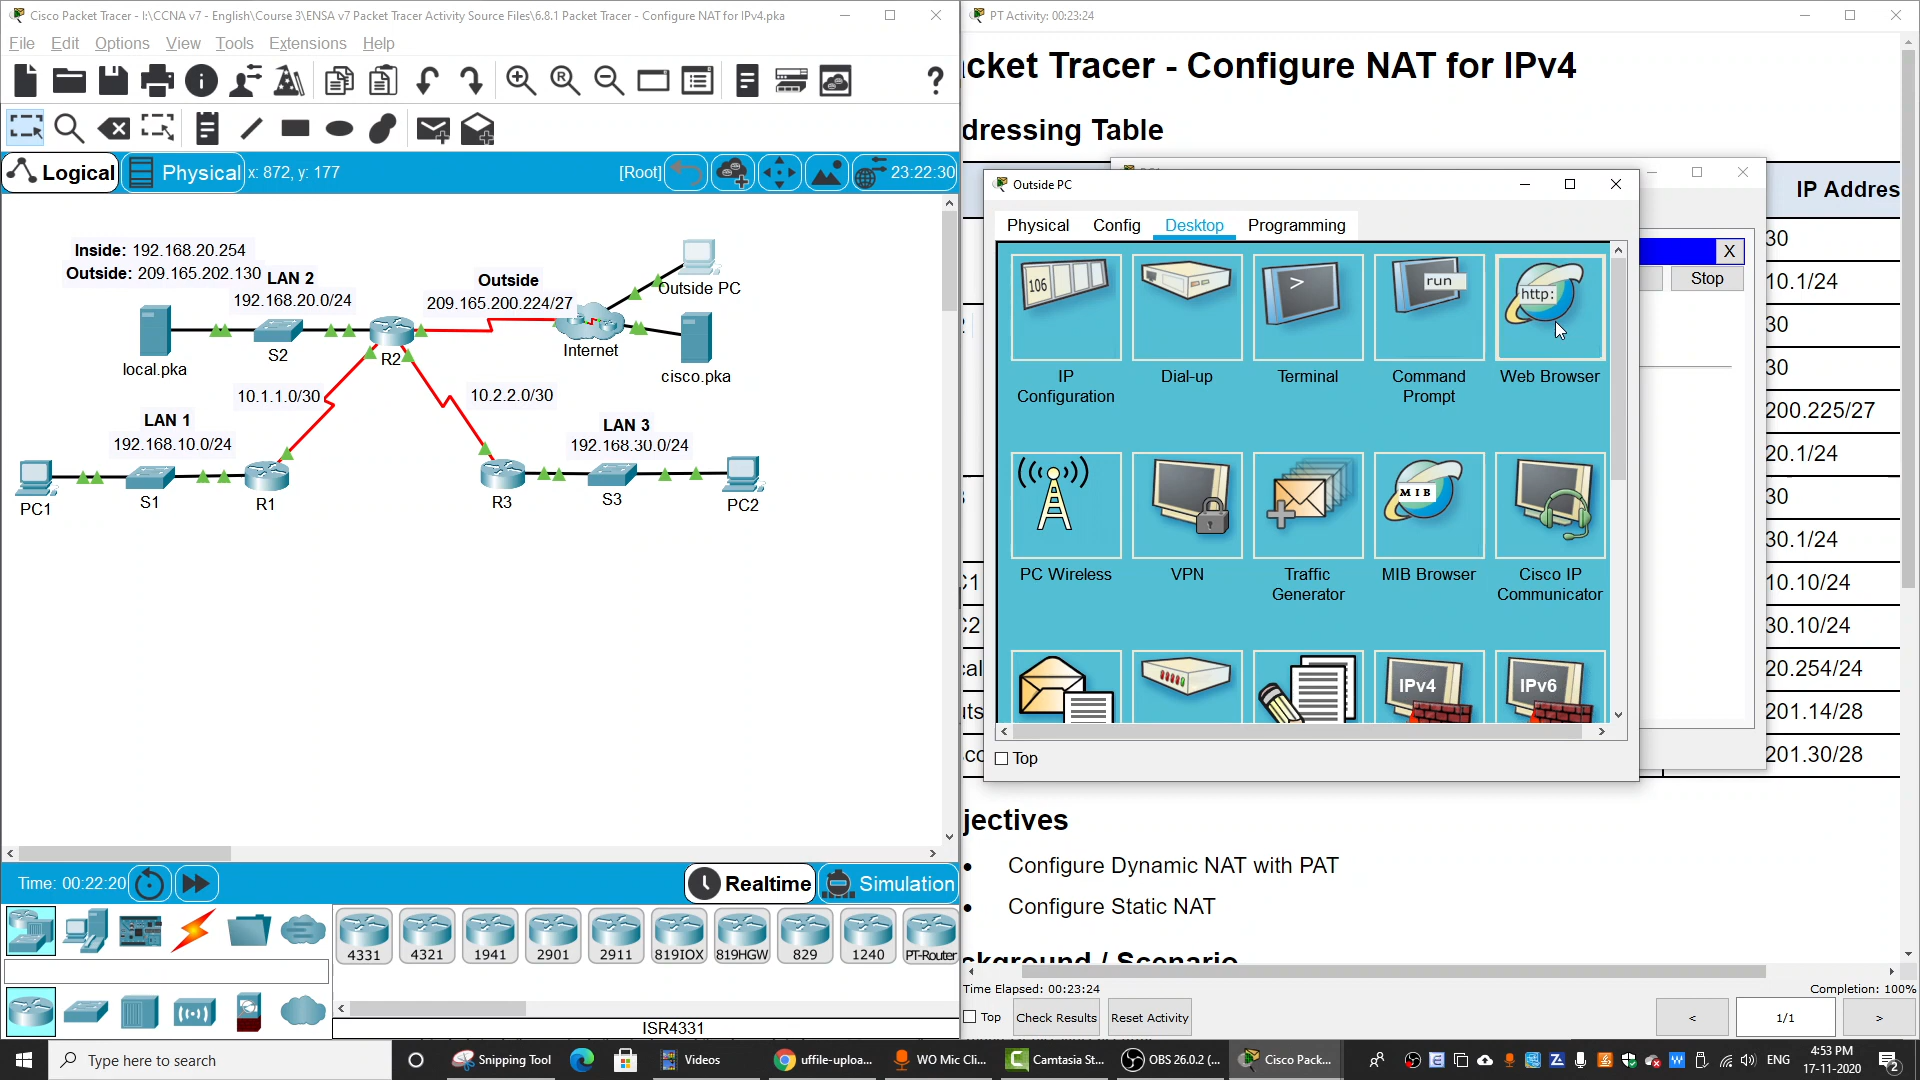 Cisco Packet Tracer - I:\CCNA v7 - English\Course 3\ENSA v7 Packet Tracer Activity Source Files\6.8.1 Packet Tracer - Configure NAT for IPv4.pka
File Edit Options View Tools Extensions Help
?
Logical
Physical
x: 872, y: 177
[Root]
23:22:30
Inside: 192.168.20.254
Outside: 209.165.202.130
LAN 2
192.168.20.0/24
Outside
209.165.200.224/27
Outside PC
local.pka
S2
R2
Internet
cisco.pka
10.1.1.0/30
10.2.2.0/30
LAN 1
192.168.10.0/24
LAN 3
192.168.30.0/24
PC1
S1
R1
R3
S3
PC2
Time: 00:22:20
Realtime
Simulation
4331
4321
1941
2901
2911
819IOX
819HGW
829
1240
PT-Router
ISR4331
PT Activity: 00:23:24
cket Tracer - Configure NAT for IPv4
dressing Table
IP Addres
30
10.1/24
30
30
200.225/27
20.1/24
30
30.1/24
C1
10.10/24
C2
30.10/24
cal
20.254/24
uts
201.14/28
sco
201.30/28
X
Stop
Outside PC
Physical
Config
Desktop
Programming
106
>
run
http:
IP Configuration
Dial-up
Terminal
Command Prompt
Web Browser
MIB
PC Wireless
VPN
Traffic Generator
MIB Browser
Cisco IP Communicator
IPv4
IPv6
Top
jectives
• Configure Dynamic NAT with PAT
• Configure Static NAT
ckground / Scenario
Time Elapsed: 00:23:24
Completion: 100%
Top
Check Results
Reset Activity
<
1/1
>
Type here to search
Snipping Tool
Videos
uffile-uploa...
WO Mic Cli...
Camtasia St...
OBS 26.0.2 (...
Cisco Pack...
ENG
4:53 PM
17-11-2020
2